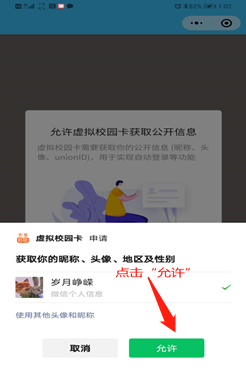 82% 1:02
允许虚拟校园卡获取公开信息
虚拟校园卡需要获取你的公开信息 (昵称、头
像、unionID)，用于实现自动登录等功能
虚拟校园卡 申请
获取你的昵称、头像、地区及性别
点击“允许”
岁月峥嵘
微信个人信息
使用其他头像和昵称
取消
允许